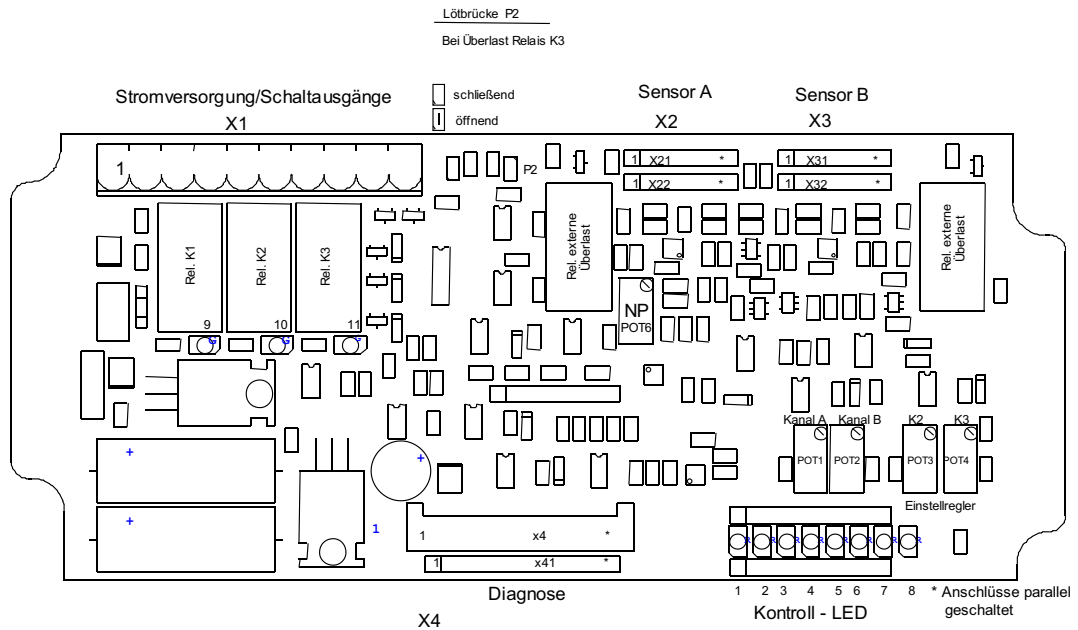 Lötbrücke P2
Bei Überlast Relais K3
schließend
öffnend
Stromversorgung/Schaltausgänge
X1
Sensor A
X2
Sensor B
X3
1
P2
1 X21 *
1 X22 *
1 X31 *
1 X32 *
Rel. K1
Rel. K2
Rel. K3
Rel. externe Überlast
Rel. externe Überlast
NP
POT6
9
10
11
G
G
Kanal A
Kanal B
K2
K3
POT1
POT2
POT3
POT4
Einstellregler
+
+
+
1
1 x4 *
1 x41 *
R R R R R R R R
1 2 3 4 5 6 7 8
* Anschlüsse parallel
geschaltet
Diagnose
X4
Kontroll - LED